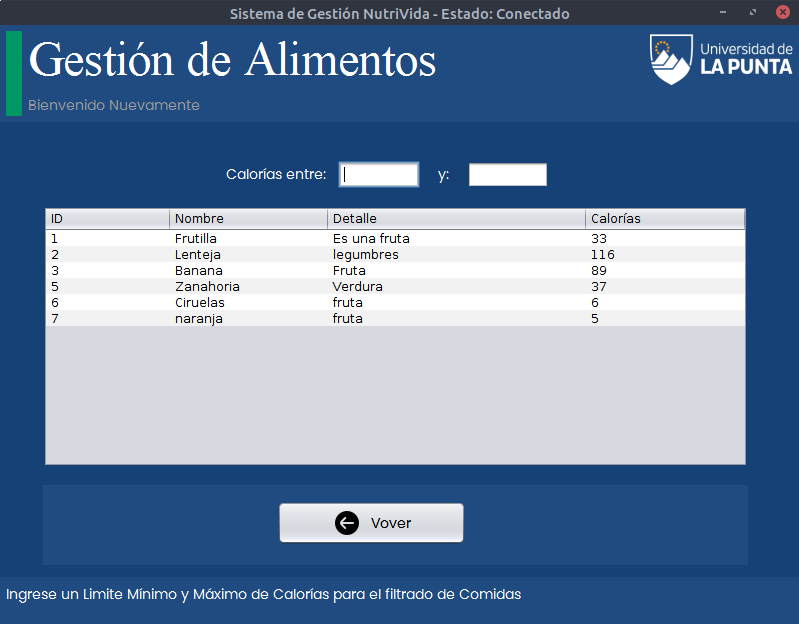 Sistema de Gestión NutriVida - Estado: Conectado
Gestión de Alimentos
Bienvenido Nuevamente
Universidad de
LA PUNTA
Calorías entre: y:
ID Nombre Detalle Calorías
1 Frutilla Es una fruta 33
2 Lenteja legumbres 116
3 Banana Fruta 89
5 Zanahoria Verdura 37
6 Ciruelas fruta 6
7 naranja fruta 5
Vover
Ingrese un Limite Mínimo y Máximo de Calorías para el filtrado de Comidas